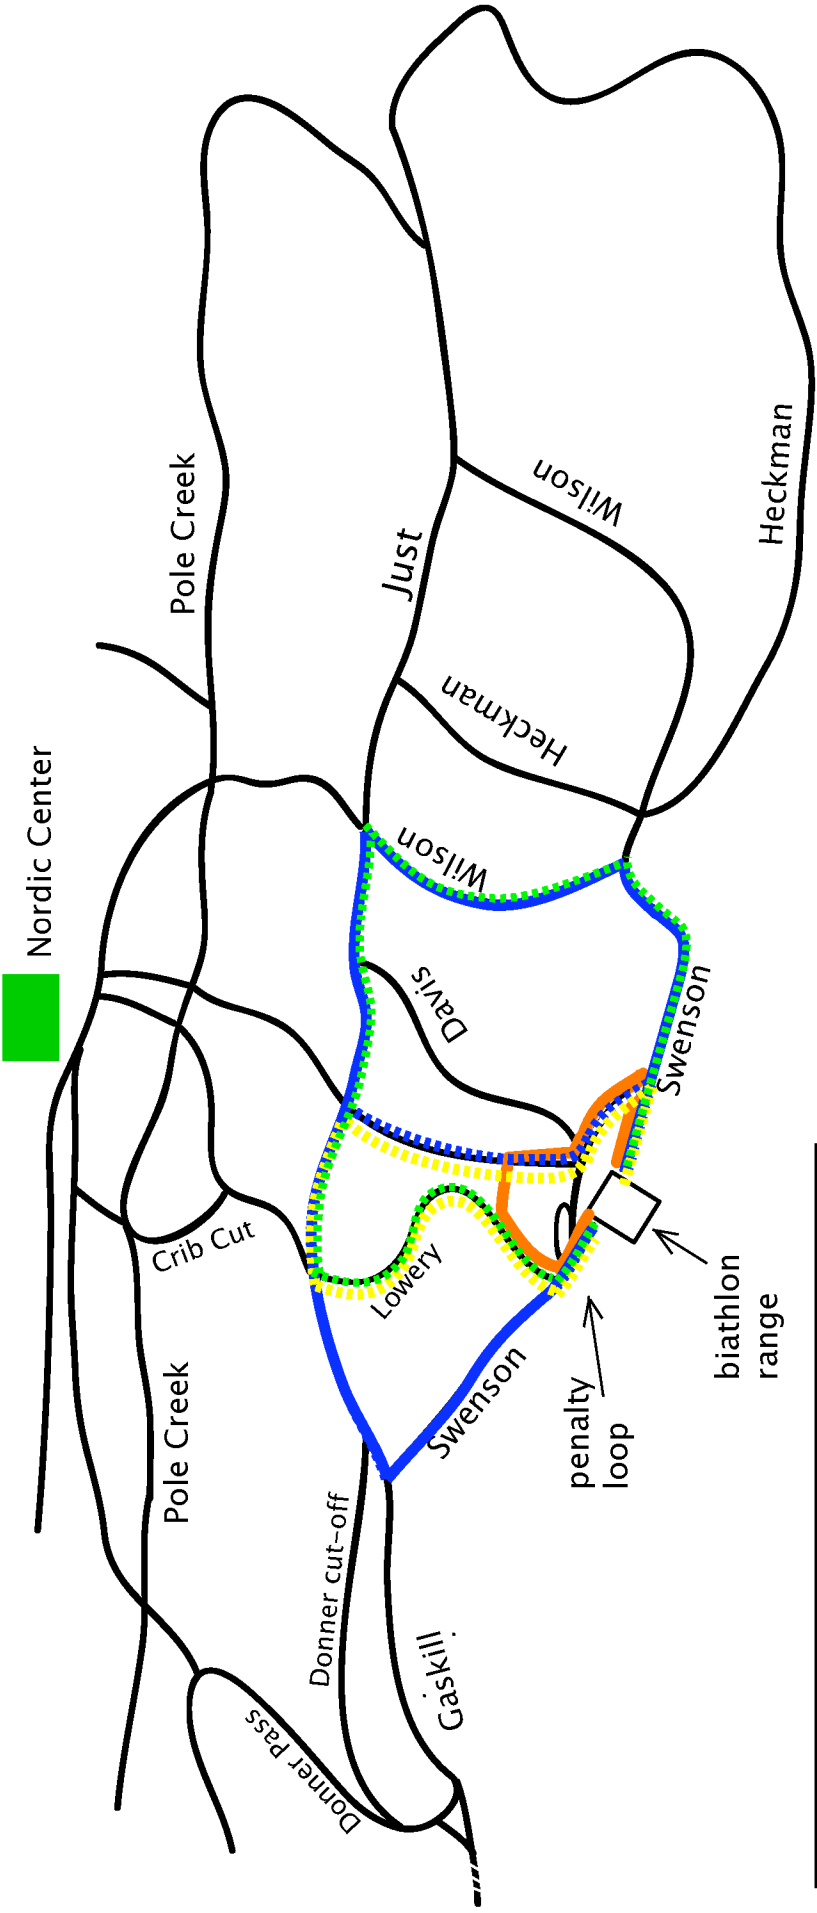 Nordic Center
Pole Creek
Just
Wilson
Heckman
Heckman
Wilson
Davis
Swenson
Crib Cut
Lowery
Pole Creek
Swenson
penalty
loop
biathlon
range
Donner cut-off
Gaskill
Donner Pass